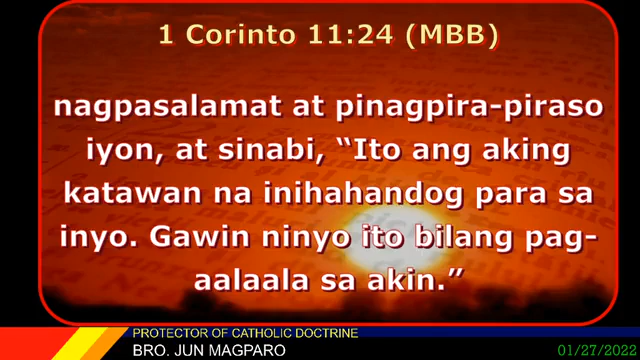 1 Corinto 11:24 (MBB)
nagpasalamat at pinagpira-piraso
iyon, at sinabi, “Ito ang aking
katawan na inihahandog para sa
inyo. Gawin ninyo ito bilang pag-
aalaala sa akin.”
PROTECTOR OF CATHOLIC DOCTRINE
BRO. JUN MAGPARO
01/27/2022